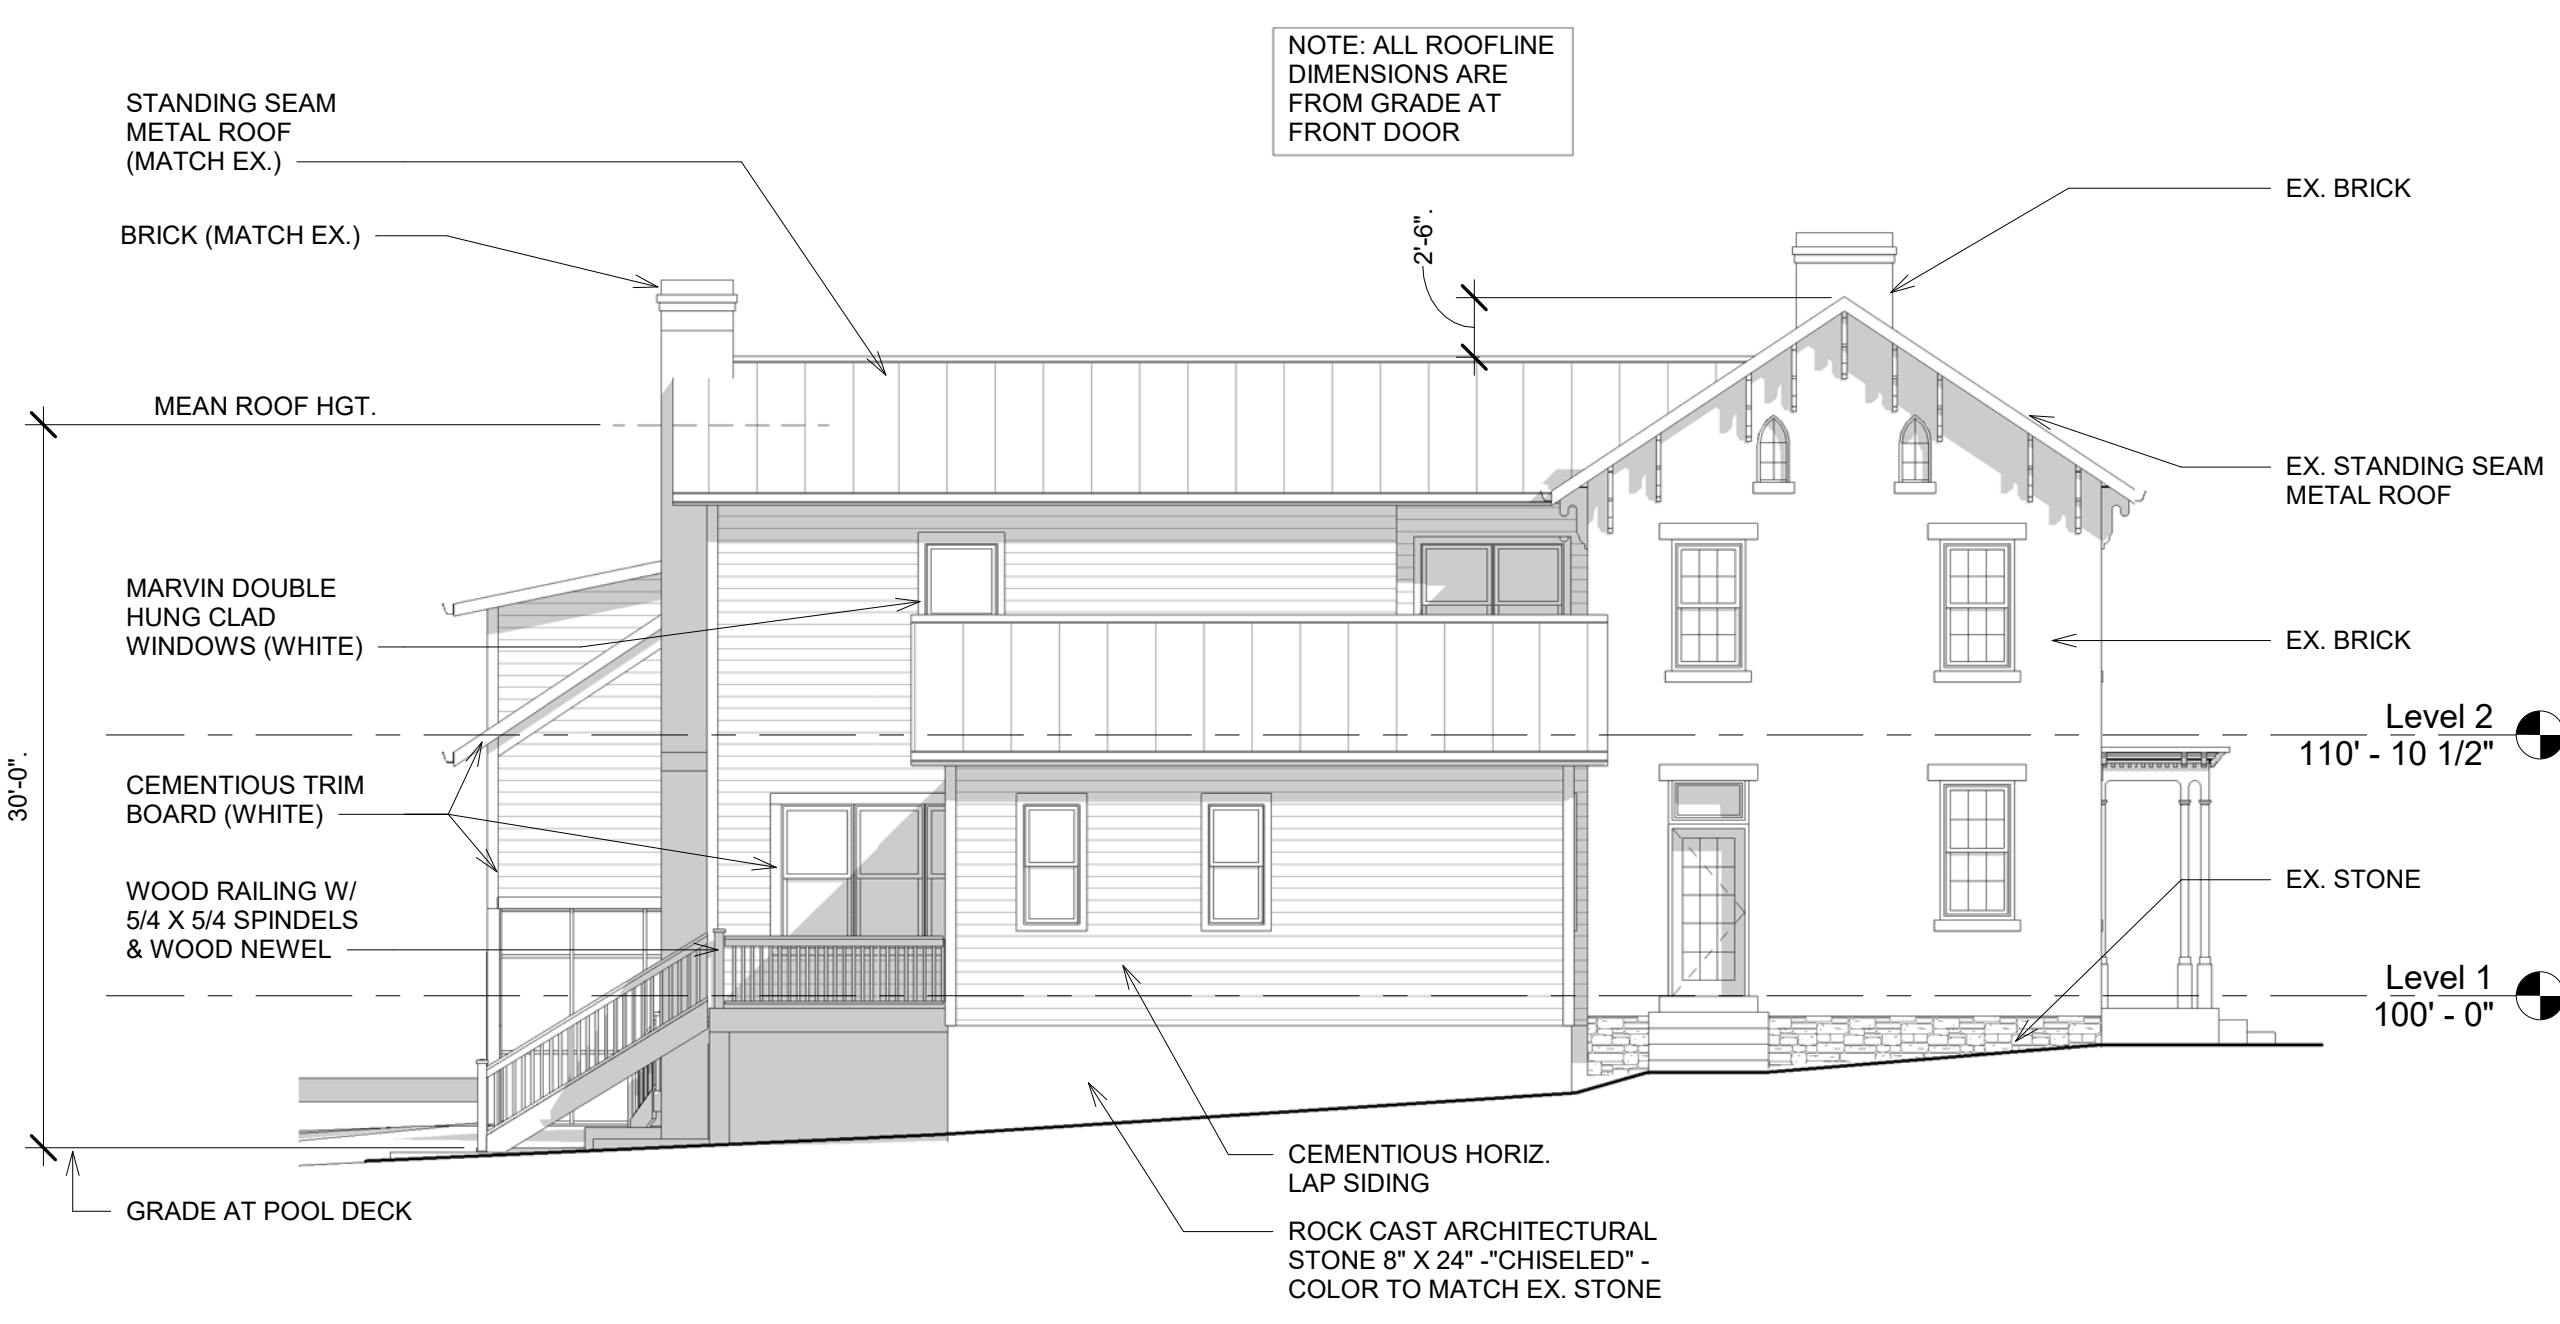 NOTE: ALL ROOFLINE
DIMENSIONS ARE
FROM GRADE AT
FRONT DOOR
STANDING SEAM
METAL ROOF
(MATCH EX.)
BRICK (MATCH EX.)
2'-6".
EX. BRICK
MEAN ROOF HGT.
EX. STANDING SEAM
METAL ROOF
MARVIN DOUBLE
HUNG CLAD
WINDOWS (WHITE)
EX. BRICK
Level 2
110' - 10 1/2"
30'-0".
CEMENTIOUS TRIM
BOARD (WHITE)
WOOD RAILING W/
5/4 X 5/4 SPINDELS
& WOOD NEWEL
EX. STONE
Level 1
100' - 0"
GRADE AT POOL DECK
CEMENTIOUS HORIZ.
LAP SIDING
ROCK CAST ARCHITECTURAL
STONE 8" X 24" -"CHISELED" -
COLOR TO MATCH EX. STONE